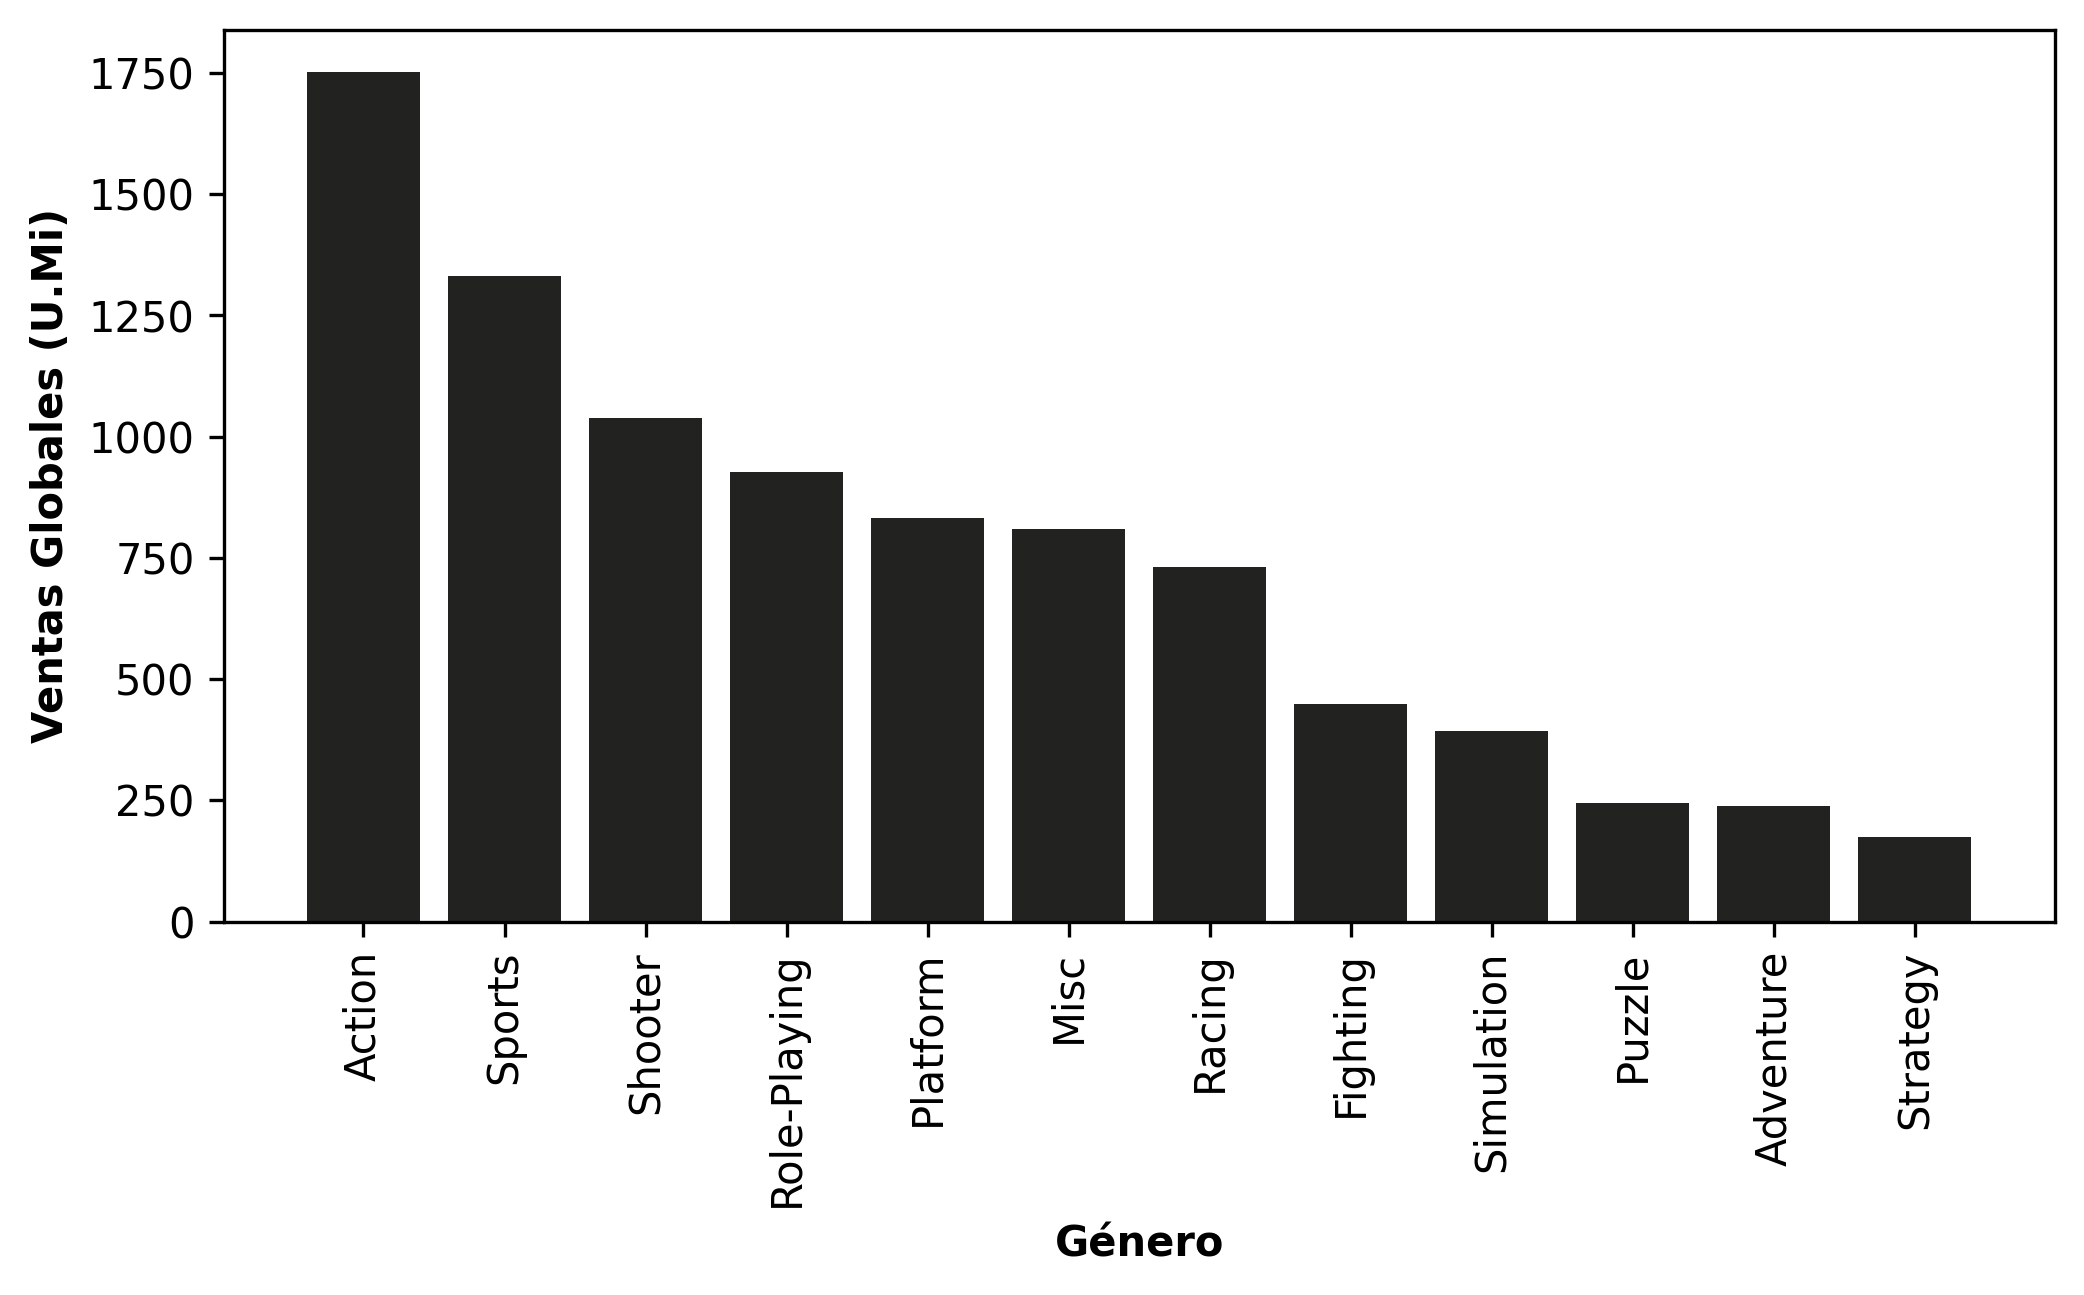 Ventas Globales (U.Mi)
1750
1500
1250
1000
750
500
250
0
Action
Sports
Shooter
Role-Playing
Platform
Misc
Racing
Fighting
Simulation
Puzzle
Adventure
Strategy
Género